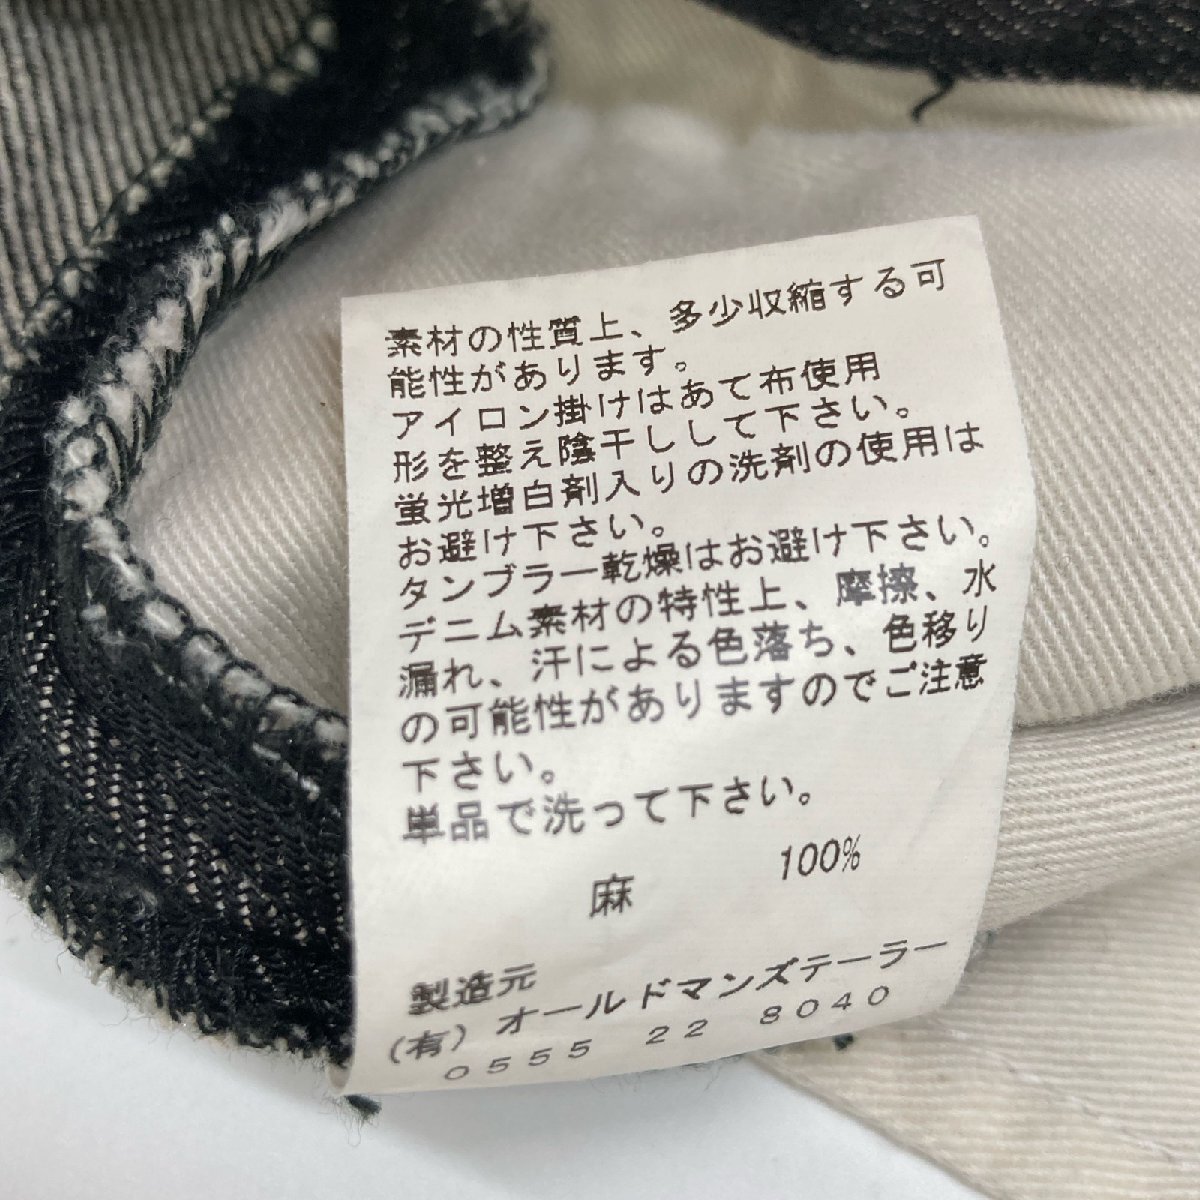 素材の性質上、多少収縮する可
能性があります。
アイロン掛けはあて布使用
形を整え陰干しして下さい。
蛍光増白剤入りの洗剤の使用は
お避け下さい。
タンブラー乾燥はお避け下さい。
デニム素材の特性上、摩擦、水
漏れ、汗による色落ち、色移り
の可能性がありますのでご注意
下さい。
単品で洗って下さい。
麻 100%
製造元
(有) オールドマンズテーラー
0555 22 8040